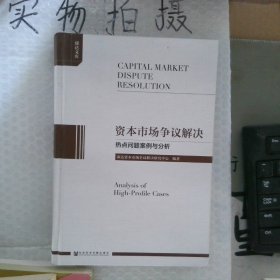 实物拍摄
CAPITAL MARKET
DISPUTE
RESOLUTION
资本市场争议解决
热点问题案例与分析
Analysis of
High-Profile Cases